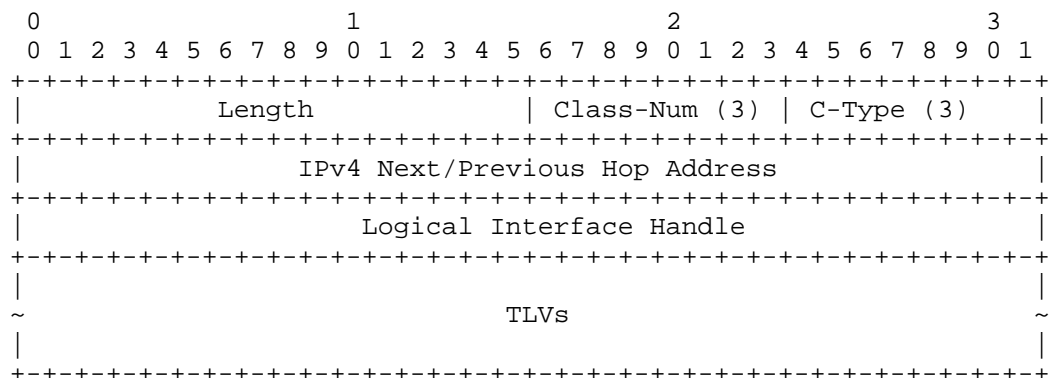 0                   1                   2                   3
 0 1 2 3 4 5 6 7 8 9 0 1 2 3 4 5 6 7 8 9 0 1 2 3 4 5 6 7 8 9 0 1
+-+-+-+-+-+-+-+-+-+-+-+-+-+-+-+-+-+-+-+-+-+-+-+-+-+-+-+-+-+-+-+-+
|            Length             | Class-Num (3) | C-Type (3)    |
+-+-+-+-+-+-+-+-+-+-+-+-+-+-+-+-+-+-+-+-+-+-+-+-+-+-+-+-+-+-+-+-+
|                 IPv4 Next/Previous Hop Address                |
+-+-+-+-+-+-+-+-+-+-+-+-+-+-+-+-+-+-+-+-+-+-+-+-+-+-+-+-+-+-+-+-+
|                     Logical Interface Handle                  |
+-+-+-+-+-+-+-+-+-+-+-+-+-+-+-+-+-+-+-+-+-+-+-+-+-+-+-+-+-+-+-+-+
|                                                               |
~                              TLVs                             ~
|                                                               |
+-+-+-+-+-+-+-+-+-+-+-+-+-+-+-+-+-+-+-+-+-+-+-+-+-+-+-+-+-+-+-+-+